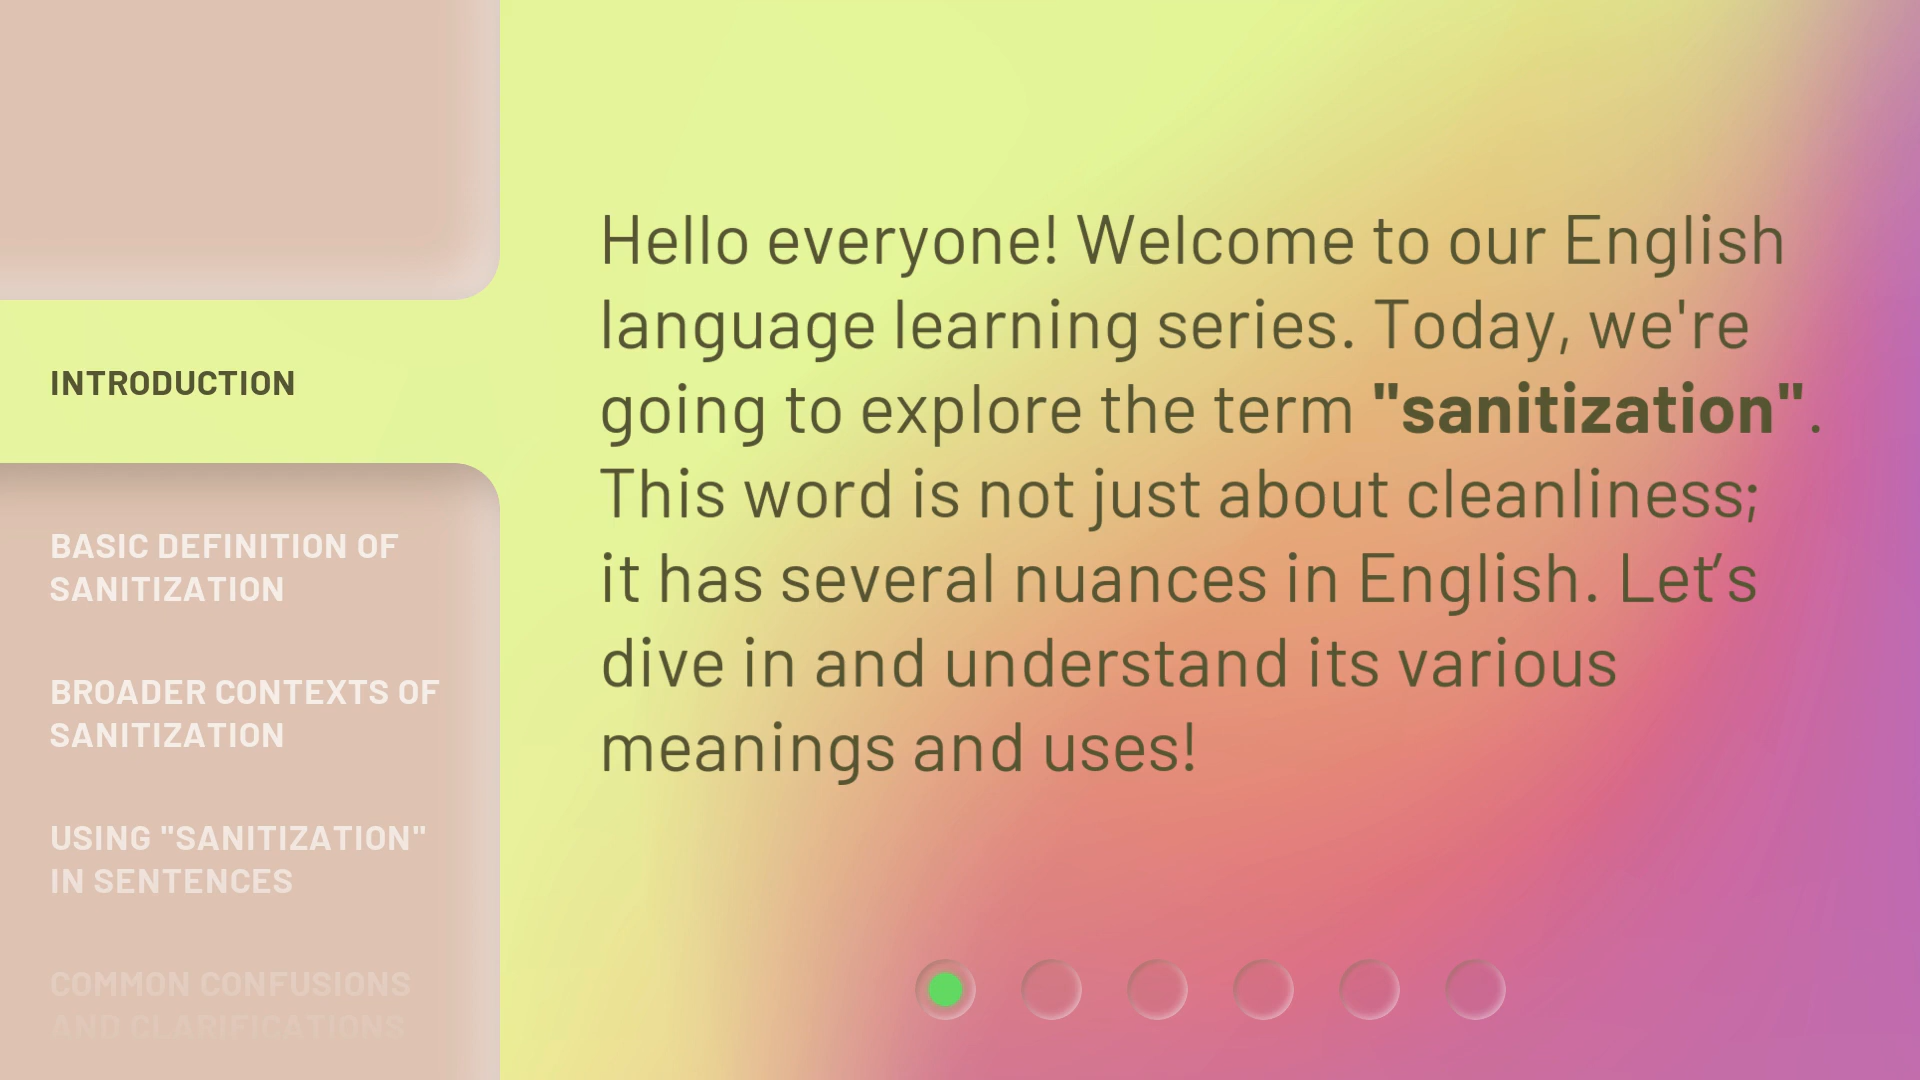 INTRODUCTION
BASIC DEFINITION OF
SANITIZATION
BROADER CONTEXTS OF
SANITIZATION
USING "SANITIZATION"
IN SENTENCES
COMMON CONFUSIONS
AND CLARIFICATIONS
Hello everyone! Welcome to our English
language learning series. Today, we're
going to explore the term "sanitization".
This word is not just about cleanliness;
it has several nuances in English. Let’s
dive in and understand its various
meanings and uses!